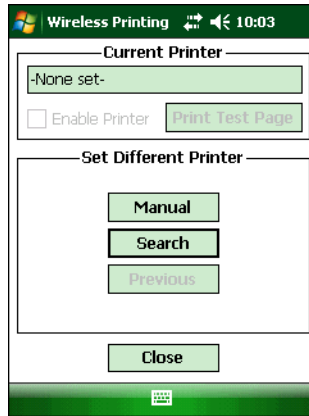 Wireless Printing 10:03
Current Printer
-None set-
Enable Printer Print Test Page
Set Different Printer
Manual
Search
Previous
Close